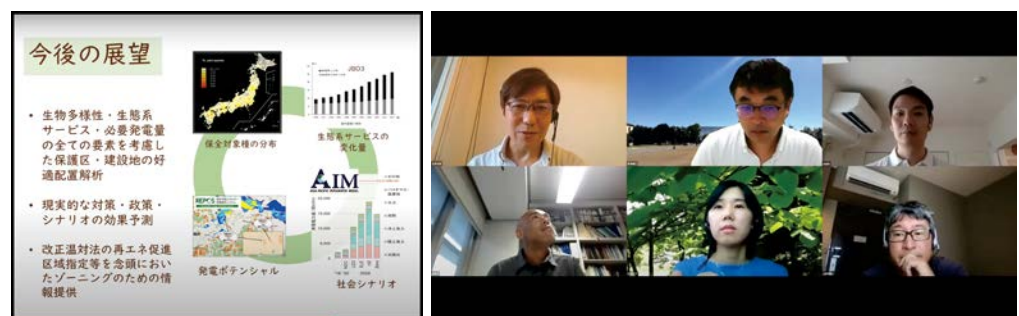 今後の展望
• 生物多様性・生態系
サービス・必要発電量
の全ての要素を考慮し
た保護区・建設地の好
適配置解析
• 現実的な対策・政策・
シナリオの効果予測
• 改正温対法の再エネ促進
区域指定等を念頭におい
たゾーニングのための情
報提供
保全対象種の分布
JBO3
生態系サービスの
変化量
REPOS
発電ポテンシャル
AIM
社会シナリオ